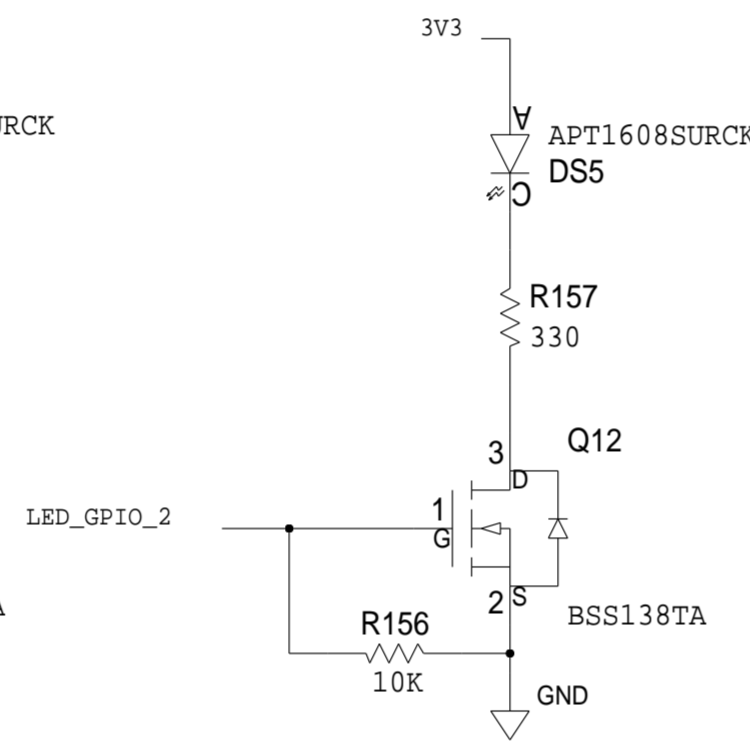 3V3
A
URCK
APT1608SURCK
DS5
C
R157
330
Q12
3
D
1
G
LED_GPIO_2
2
S
A
BSS138TA
R156
10K
GND